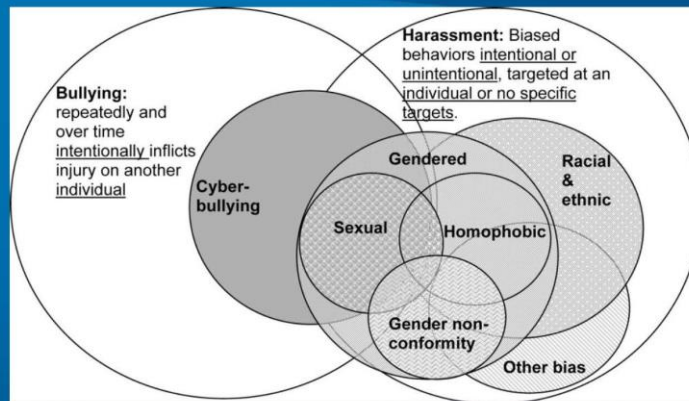 Bullying:
repeatedly and
over time
intentionally inflicts
injury on another
individual
Harassment: Biased
behaviors intentional or
unintentional, targeted at an
individual or no specific
targets.
Cyber-
bullying
Gendered
Racial
&
ethnic
Sexual
Homophobic
Gender non-
conformity
Other bias